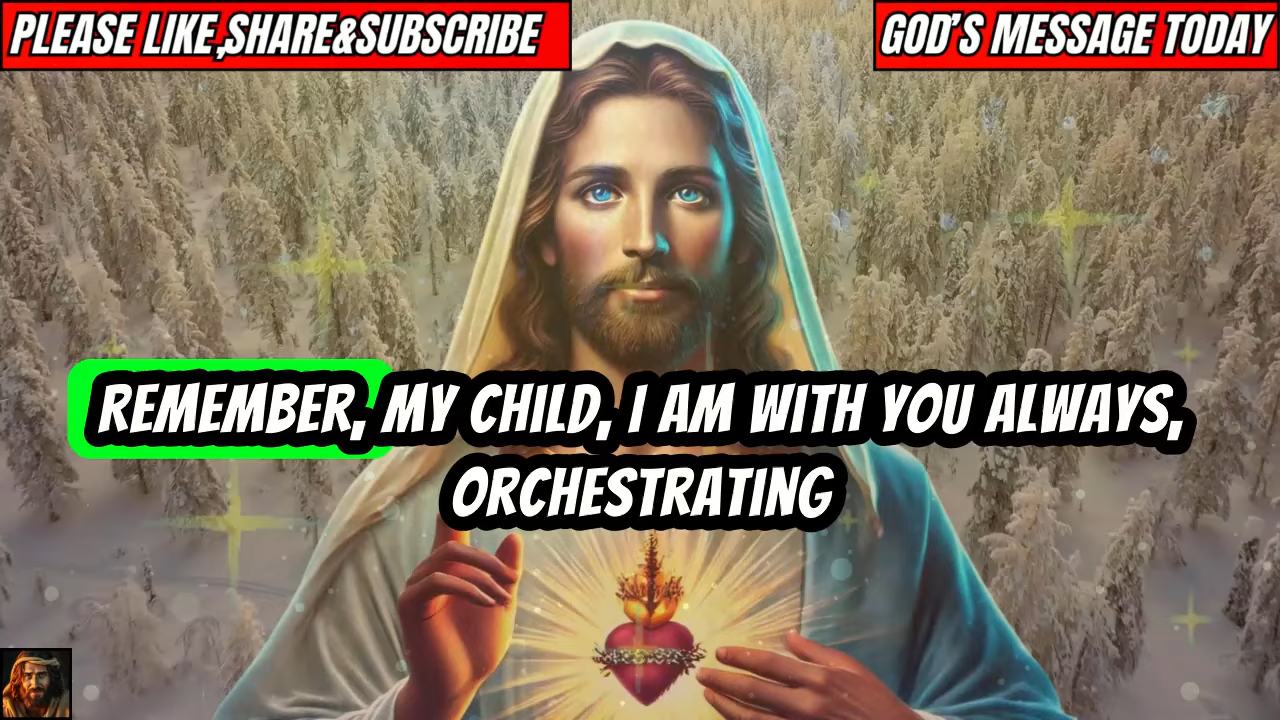 PLEASE LIKE,SHARE&SUBSCRIBE
GOD'S MESSAGE TODAY
REMEMBER, MY CHILD, I AM WITH YOU ALWAYS,
ORCHESTRATING